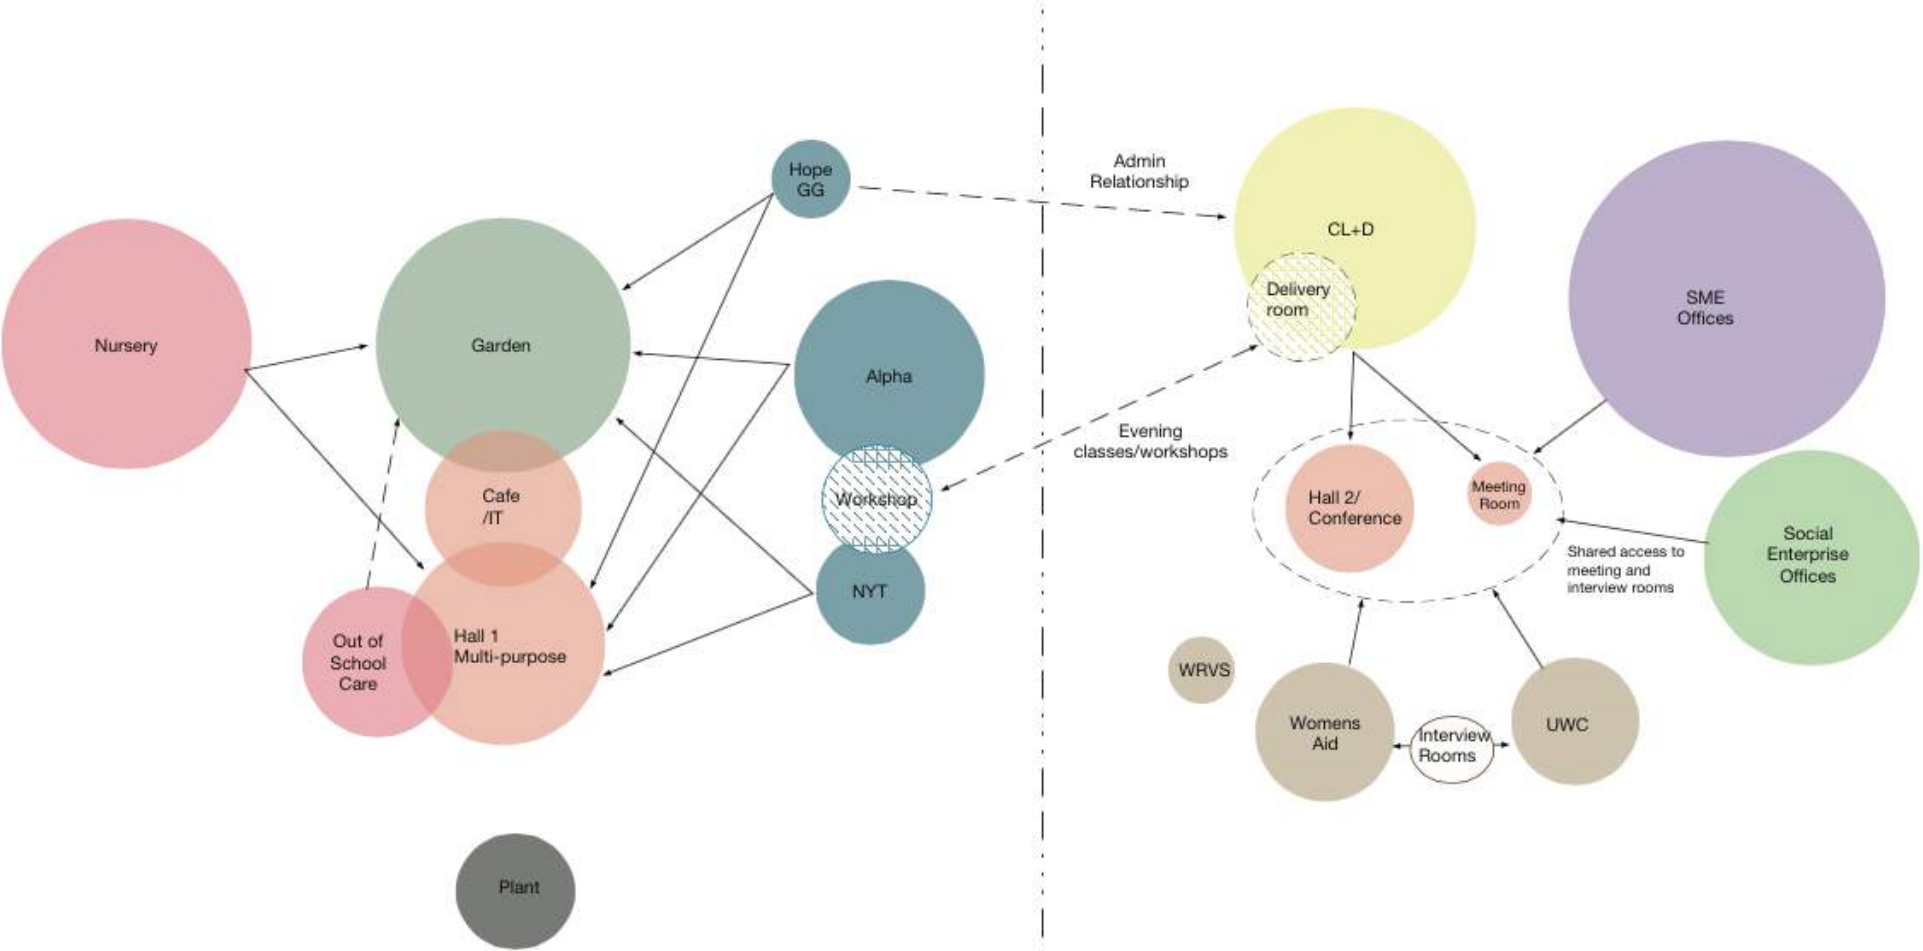 Hope
GG
Admin
Relationship
CL+D
Delivery
room
SME
Offices
Nursery
Garden
Alpha
Evening
classes/workshops
Cafe
/IT
Workshop
Hall 2/
Conference
Meeting
Room
Social
Enterprise
Offices
Shared access to
meeting and
interview rooms
NYT
Out of
School
Care
Hall 1
Multi-purpose
WRVS
Womens
Aid
Interview
Rooms
UWC
Plant